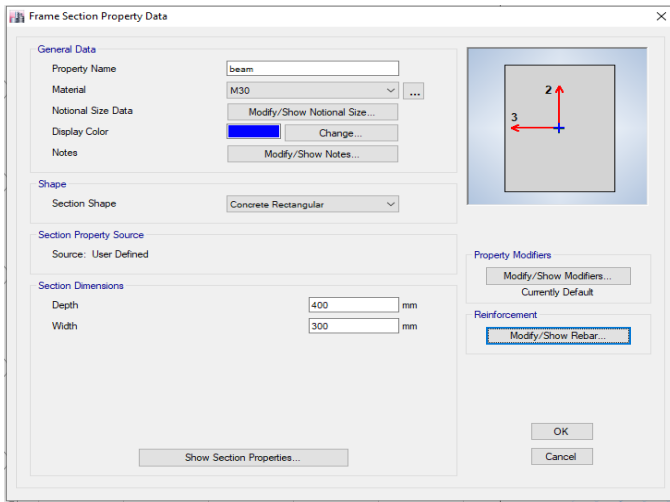 Frame Section Property Data
General Data
Property Name beam
Material M30 ...
Notional Size Data Modify/Show Notional Size...
Display Color Change...
Notes Modify/Show Notes...
2
3
Shape
Section Shape Concrete Rectangular
Section Property Source
Source: User Defined
Property Modifiers
Modify/Show Modifiers...
Currently Default
Section Dimensions
Depth 400 mm
Width 300 mm
Reinforcement
Modify/Show Rebar...
Show Section Properties...
OK
Cancel